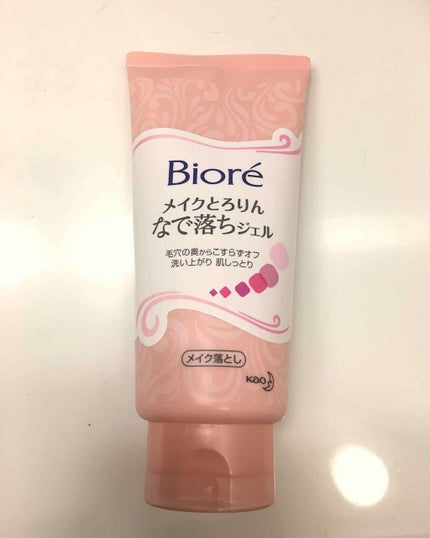 Bioré
メイクとろりん
なで落ちジェル
毛穴の奥からこすらずオフ
洗い上がり 肌しっとり
メイク落とし
Kao